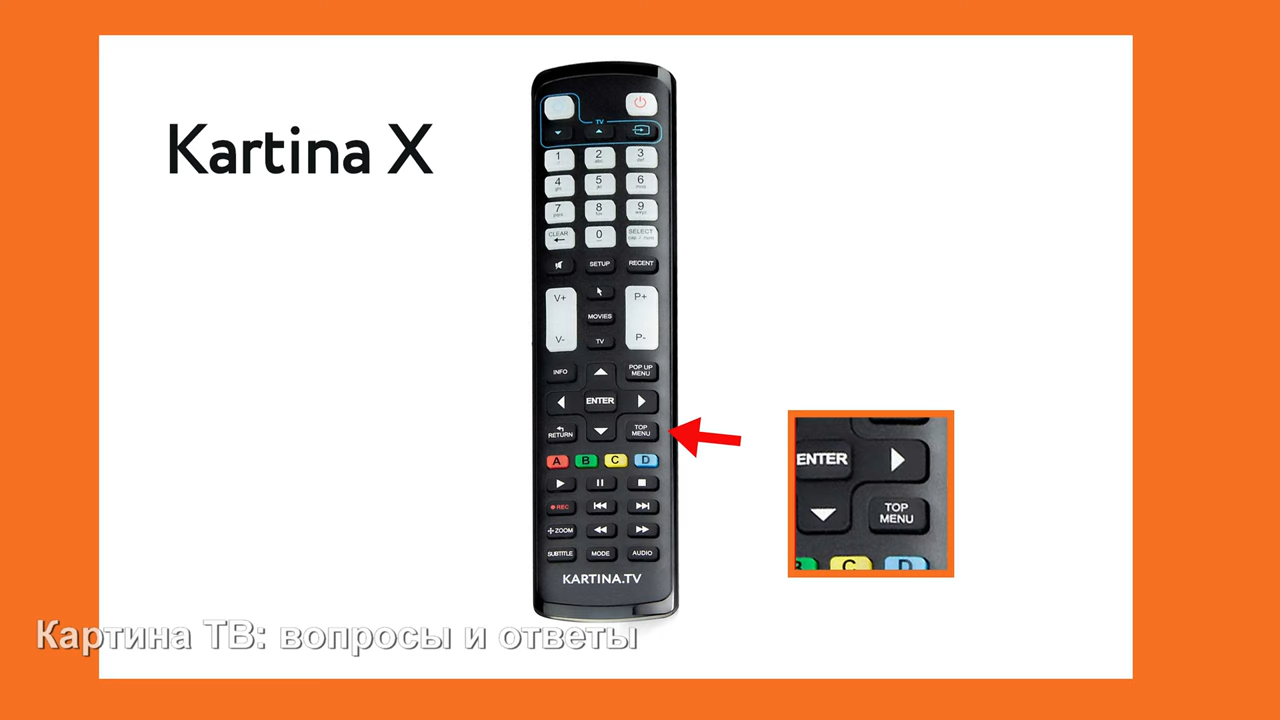 Kartina X
TV
1 2 abc 3 def
4 ghi 5 jkl 6 mno
7 pqrs 8 tuv 9 wxyz
CLEAR 0 SELECT
SETUP RECENT
V+ P+
MOVIES
V- P-
TV
INFO POP UP MENU
ENTER
RETURN TOP MENU
A B C D
REC
ZOOM
SUBTITLE MODE AUDIO
KARTINA.TV
ENTER
TOP
MENU
B C D
Картина ТВ: вопросы и ответы